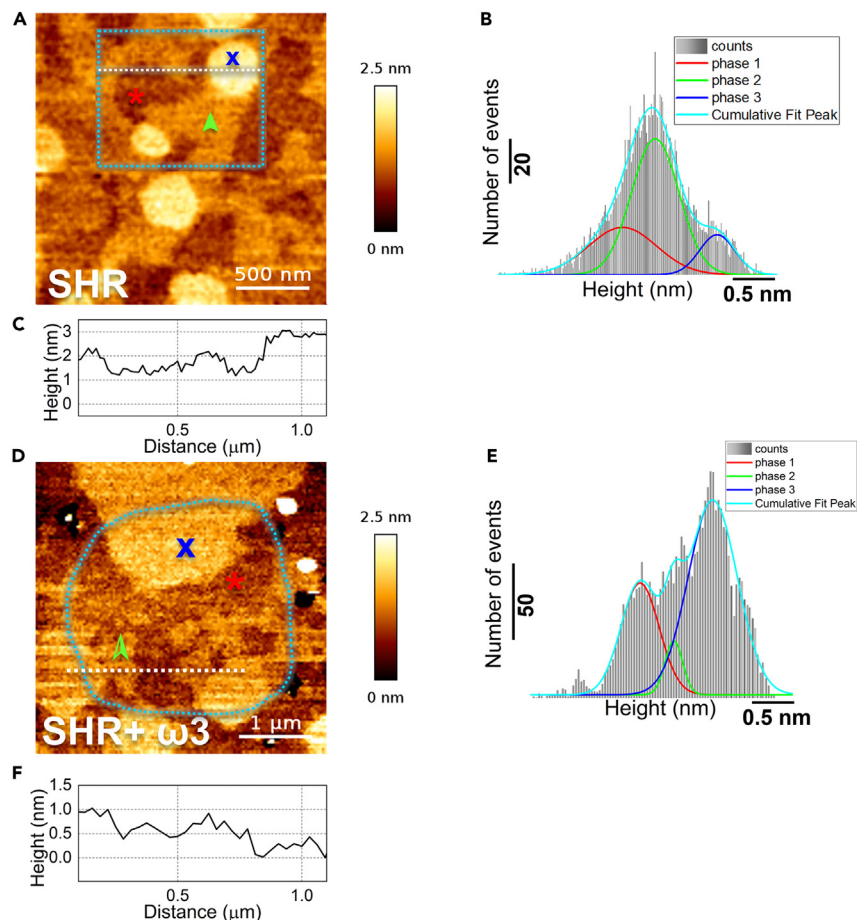 A
x
*
2.5 nm
0 nm
SHR
500 nm
B
counts
phase 1
phase 2
phase 3
Cumulative Fit Peak
Number of events
20
Height (nm)
0.5 nm
C
Height (nm)
3
2
1
0
0.5
1.0
Distance (μm)
D
x
*
2.5 nm
0 nm
SHR+ ω3
1 μm
E
counts
phase 1
phase 2
phase 3
Cumulative Fit Peak
Number of events
50
Height (nm)
0.5 nm
F
Height (nm)
1.5
1.0
0.5
0.0
0.5
1.0
Distance (μm)